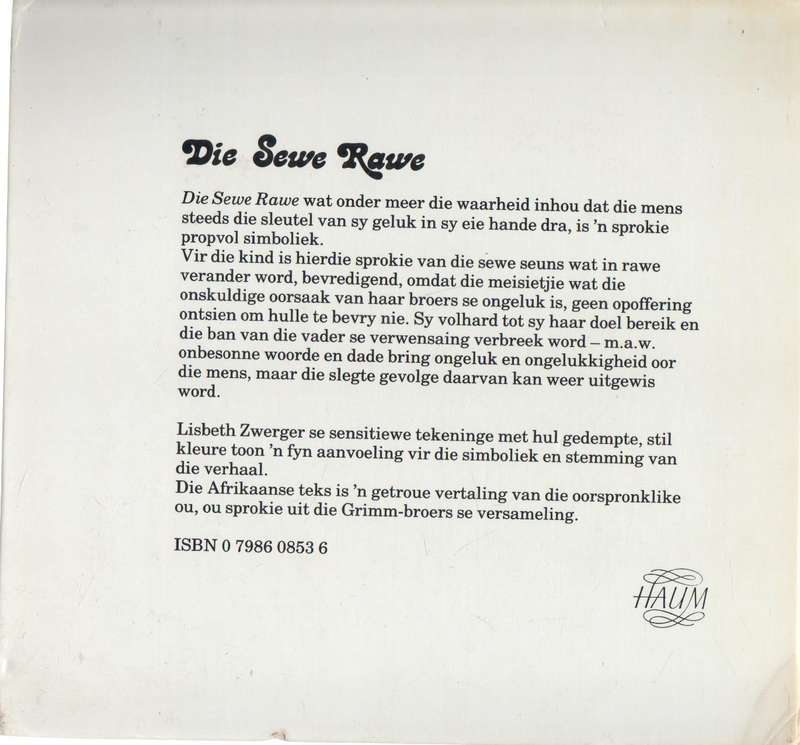 Die Sewe Rawe
Die Sewe Rawe wat onder meer die waarheid inhou dat die mens
steeds die sleutel van sy geluk in sy eie hande dra, is ’n sprokie
propvol simboliek.
Vir die kind is hierdie sprokie van die sewe seuns wat in rawe
verander word, bevredigend, omdat die meisietjie wat die
onskuldige oorsaak van haar broers se ongeluk is, geen opoffering
ontsien om hulle te bevry nie. Sy volhard tot sy haar doel bereik en
die ban van die vader se verwensaing verbreek word – m.a.w.
onbesonne woorde en dade bring ongeluk en ongelukkigheid oor
die mens, maar die slegte gevolge daarvan kan weer uitgewis
word.
Lisbeth Zwerger se sensitiewe tekeninge met hul gedempte, stil
kleure toon ’n fyn aanvoeling vir die simboliek en stemming van
die verhaal.
Die Afrikaanse teks is ’n getroue vertaling van die oorspronklike
ou, ou sprokie uit die Grimm-broers se versameling.
ISBN 0 7986 0853 6
HAUM